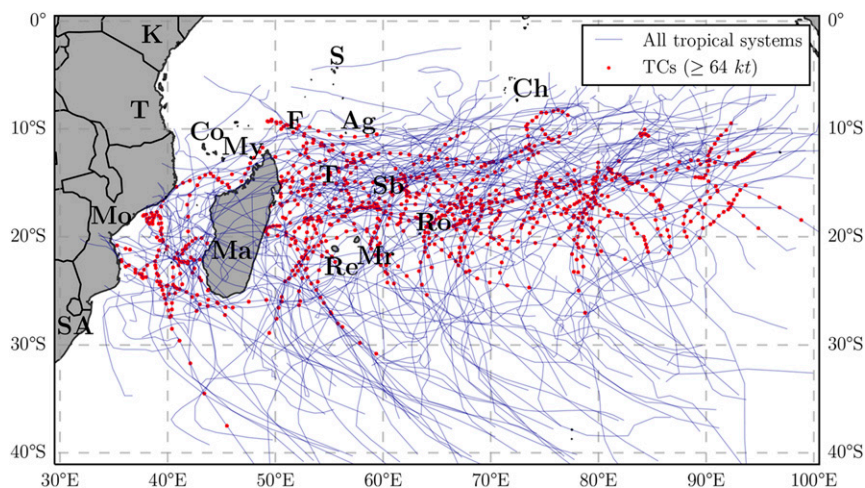 0°
K
S
0°
All tropical systems
TCs (≥ 64 kt)
T
Ch
10°S
F
Ag
10°S
Co
My
T
Sb
Mo
Ro
20°S
Ma
Mr
20°S
Re
SA
30°S
30°S
40°S
40°S
30°E
40°E
50°E
60°E
70°E
80°E
90°E
100°E